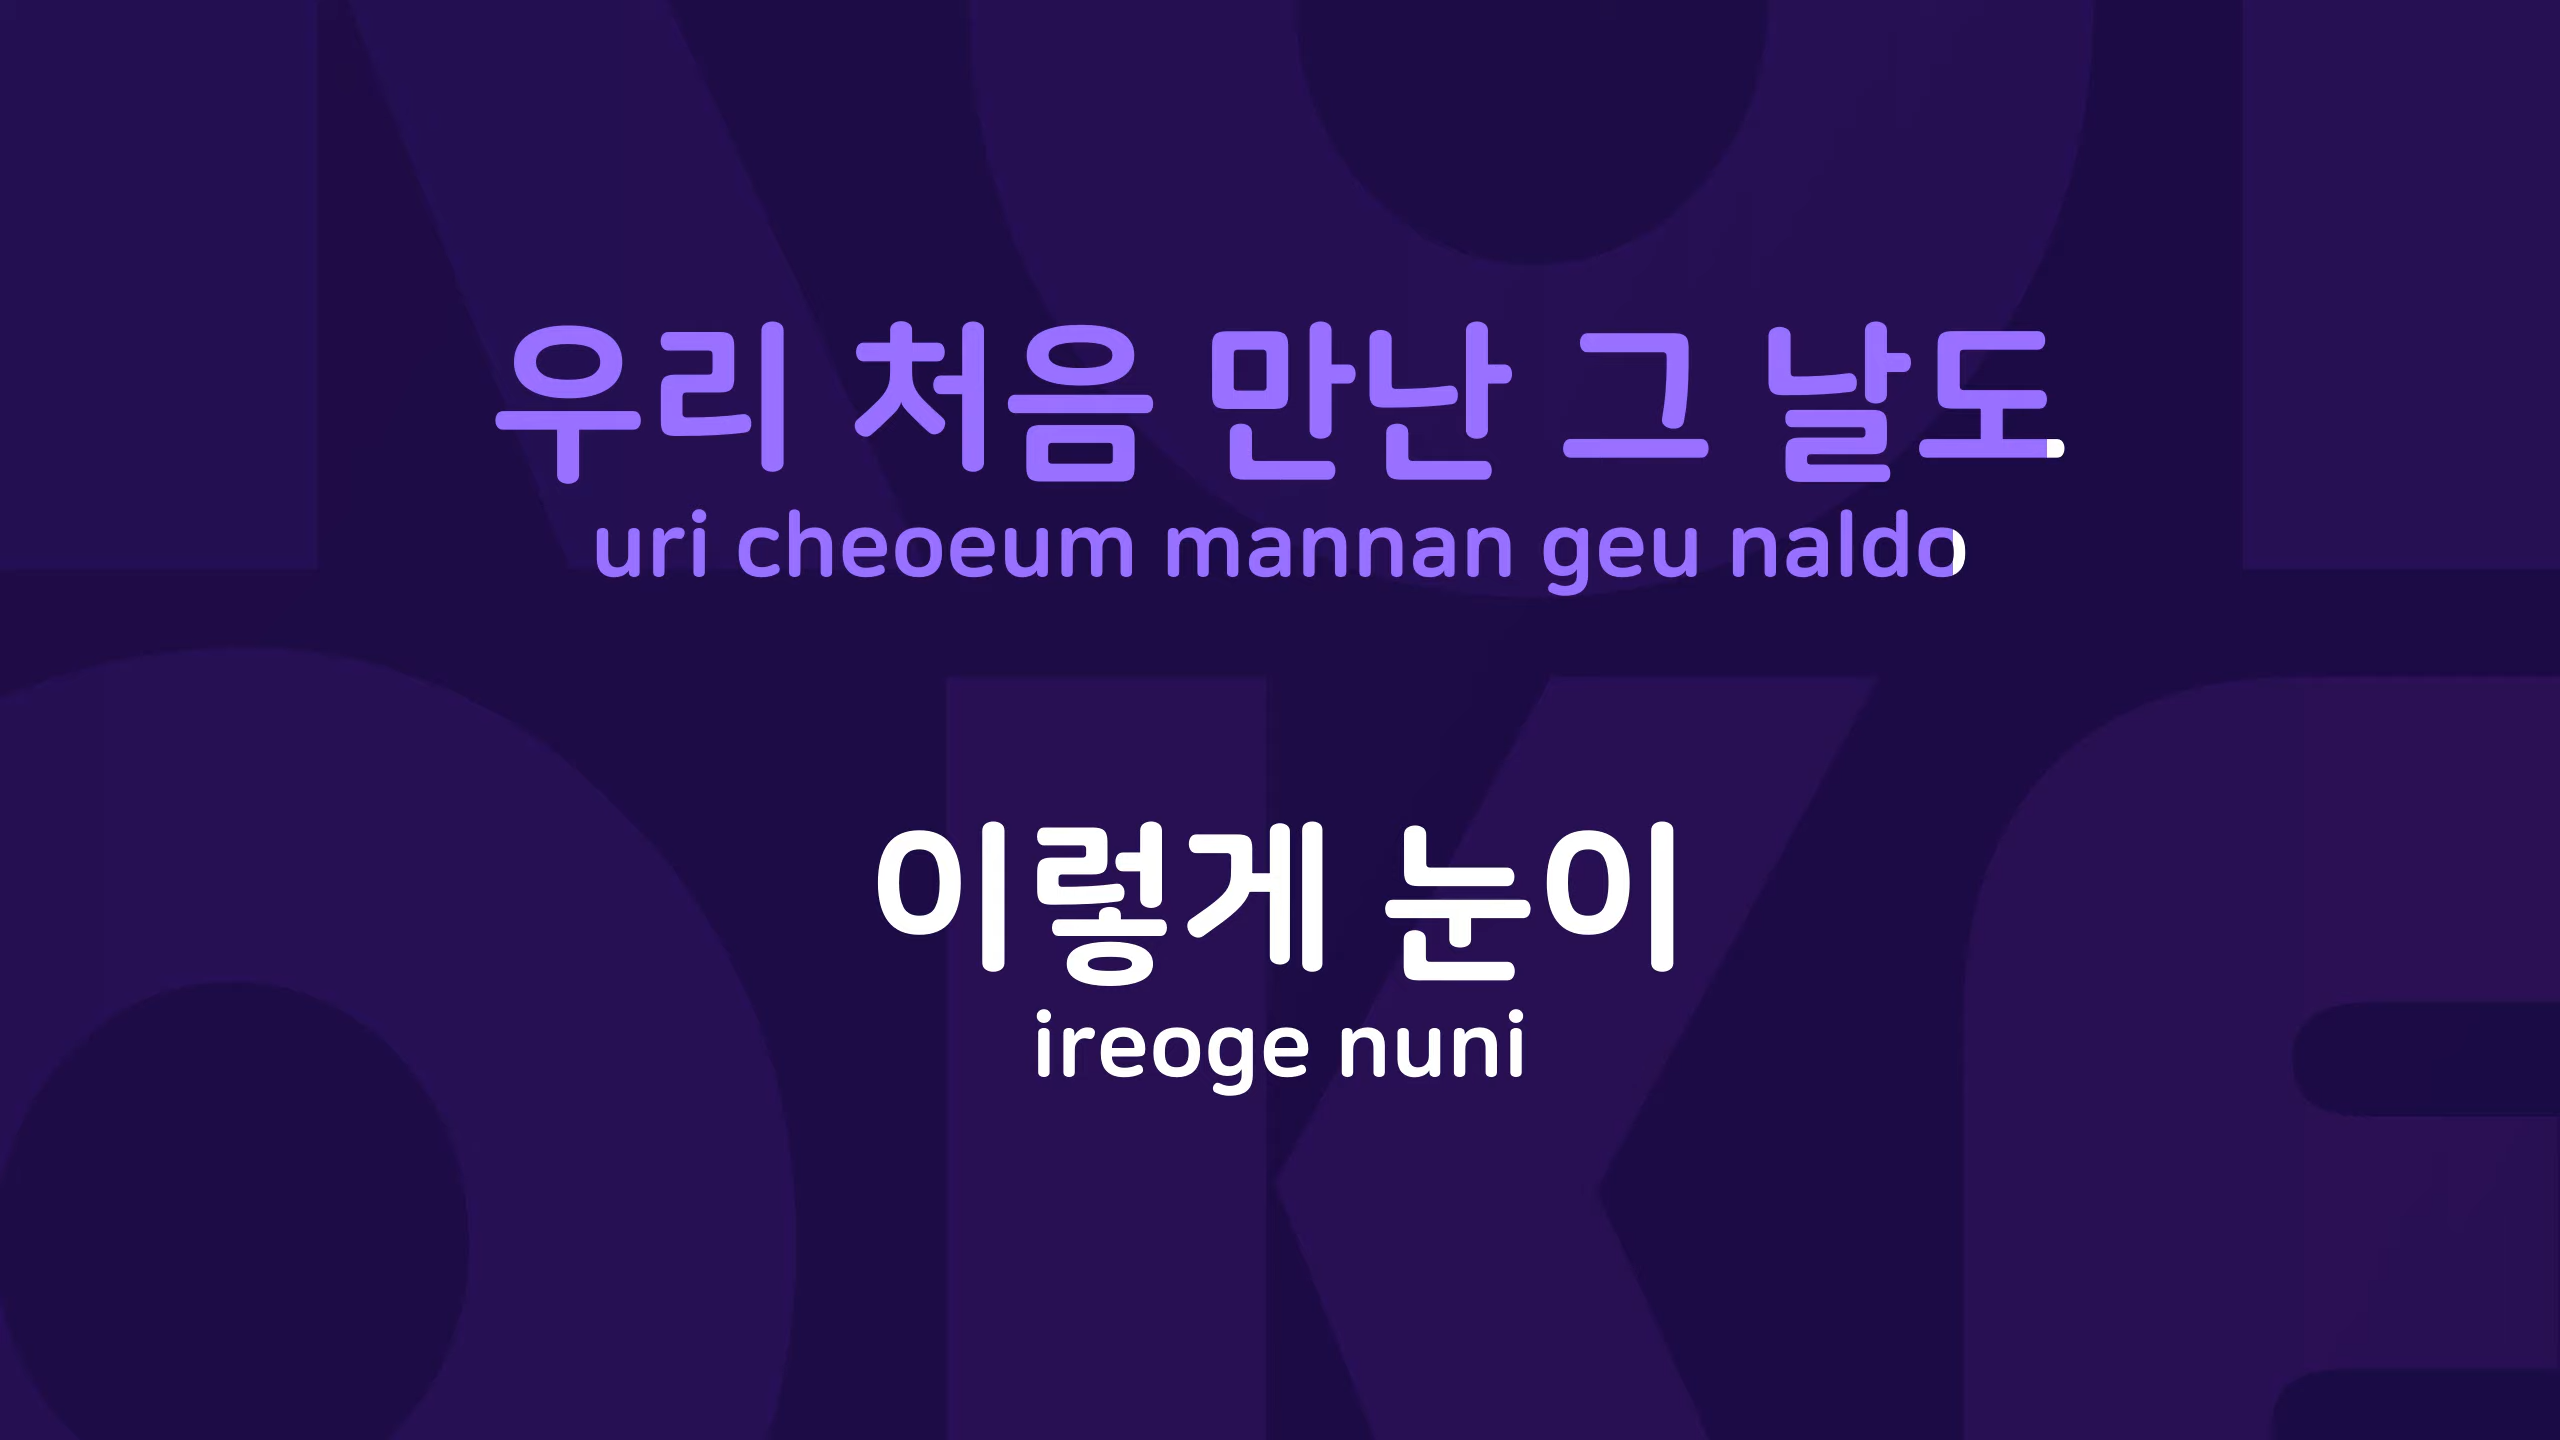 우리 처음 만난 그 날도
uri cheoeum mannan geu naldo
이렇게 눈이
ireoge nuni